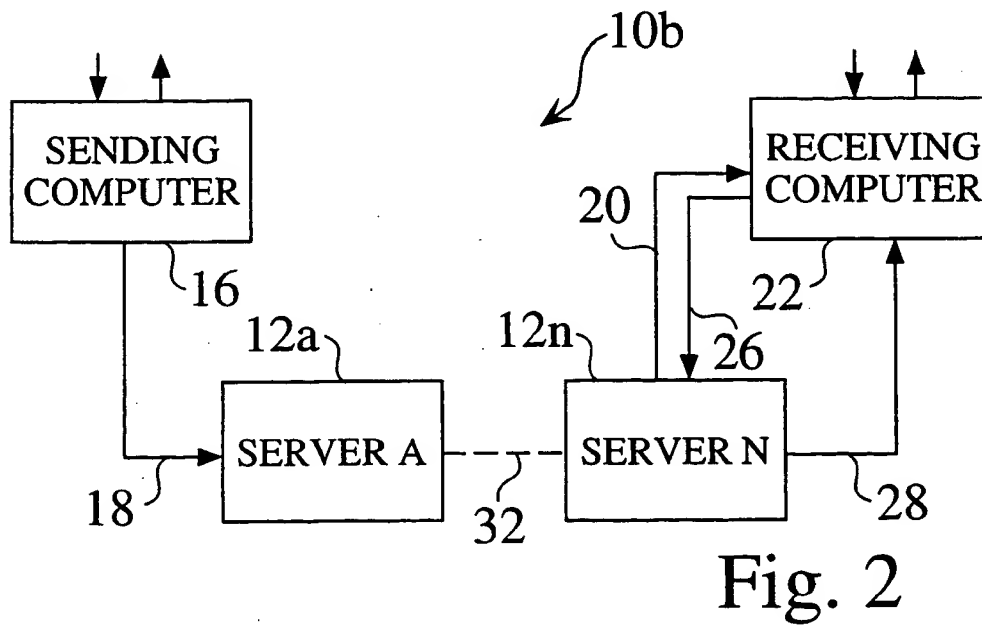 10b
SENDING
COMPUTER
RECEIVING
COMPUTER
20
16
22
12a
12n
26
SERVER A
SERVER N
18
32
28
Fig. 2